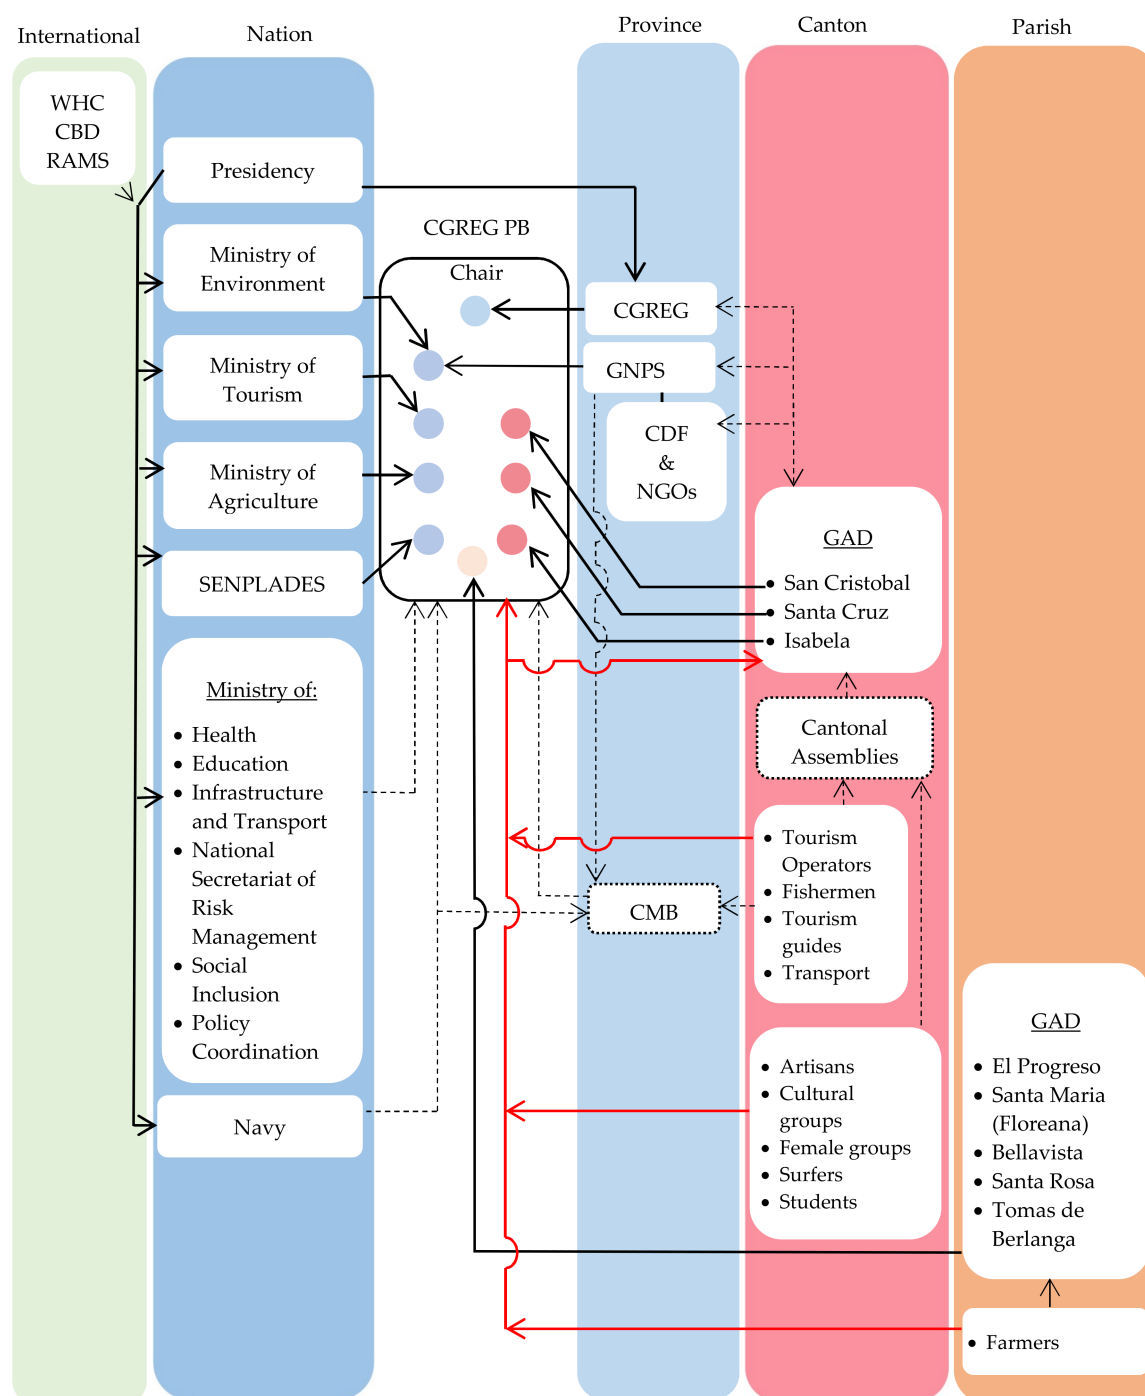 International
Nation
Province
Canton
Parish
WHC
CBD
RAMS
Presidency
Ministry of
Environment
Ministry of
Tourism
Ministry of
Agriculture
SENPLADES
Ministry of:
• Health
• Education
• Infrastructure
and Transport
• National
Secretariat of
Risk
Management
• Social
Inclusion
• Policy
Coordination
Navy
CGREG PB
Chair
CGREG
GNPS
CDF
&
NGOs
CMB
GAD
• San Cristobal
• Santa Cruz
• Isabela
Cantonal
Assemblies
• Tourism
Operators
• Fishermen
• Tourism
guides
• Transport
• Artisans
• Cultural
groups
• Female groups
• Surfers
• Students
GAD
• El Progreso
• Santa Maria
(Floreana)
• Bellavista
• Santa Rosa
• Tomas de
Berlanga
• Farmers